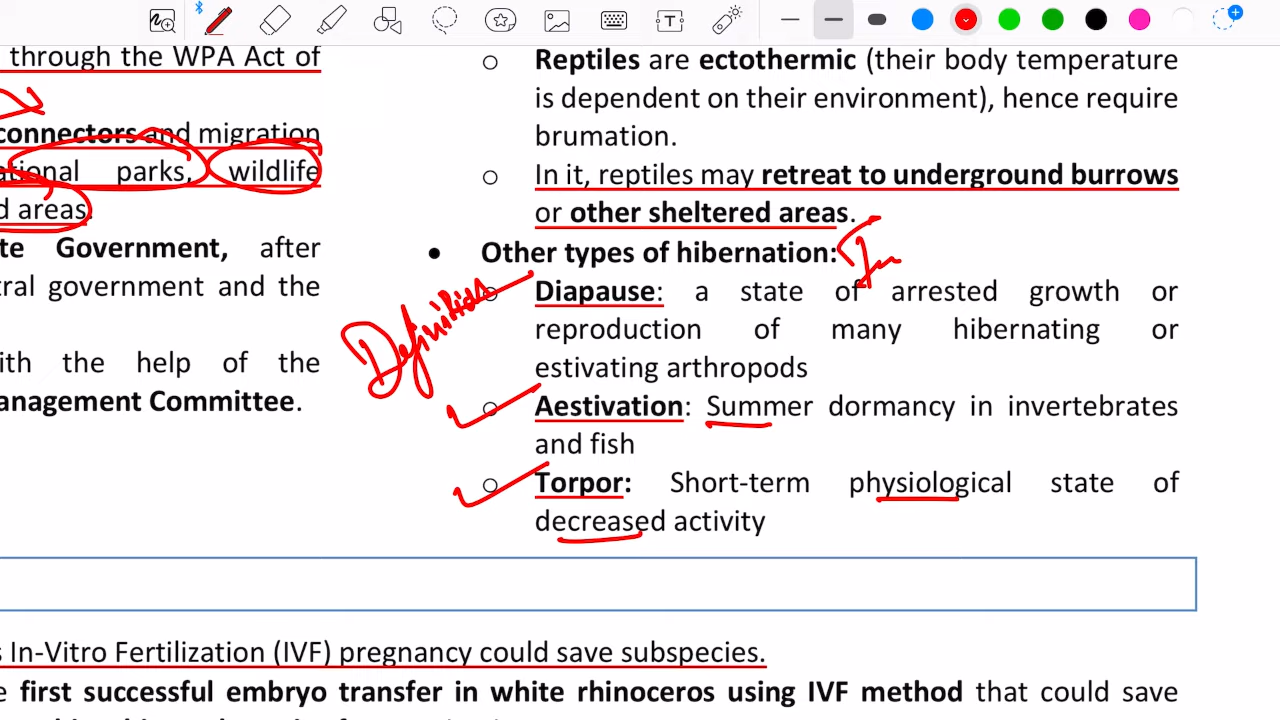 through the WPA Act of
connectors and migration
ational parks, wildlife
d areas.
te Government, after
tral government and the
ith the help of the
anagement Committee.
o Reptiles are ectothermic (their body temperature
is dependent on their environment), hence require
brumation.
o In it, reptiles may retreat to underground burrows
or other sheltered areas.
• Other types of hibernation:
Definition
o Diapause: a state of arrested growth or
reproduction of many hibernating or
estivating arthropods
o Aestivation: Summer dormancy in invertebrates
and fish
o Torpor: Short-term physiological state of
decreased activity
s In-Vitro Fertilization (IVF) pregnancy could save subspecies.
e first successful embryo transfer in white rhinoceros using IVF method that could save